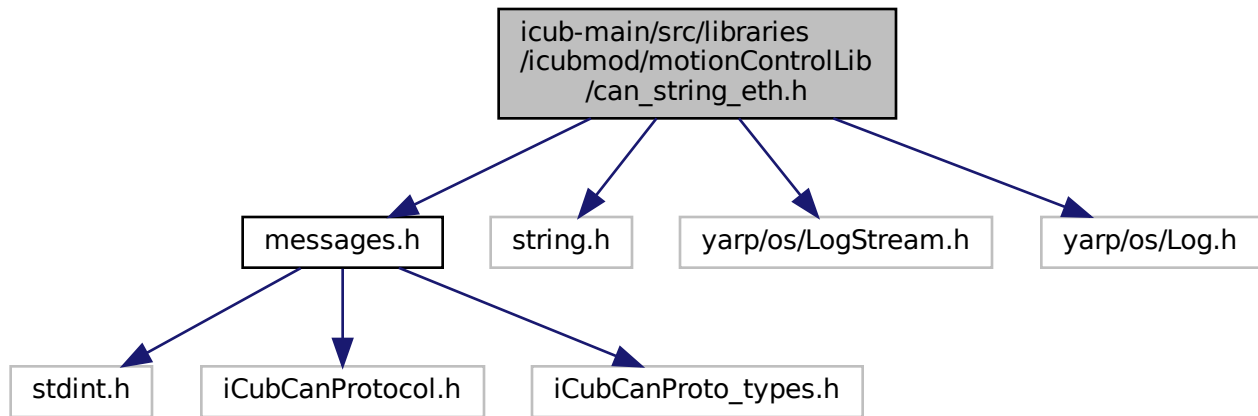 icub-main/src/libraries
/icubmod/motionControlLib
/can_string_eth.h
messages.h
string.h
yarp/os/LogStream.h
yarp/os/Log.h
stdint.h
iCubCanProtocol.h
iCubCanProto_types.h